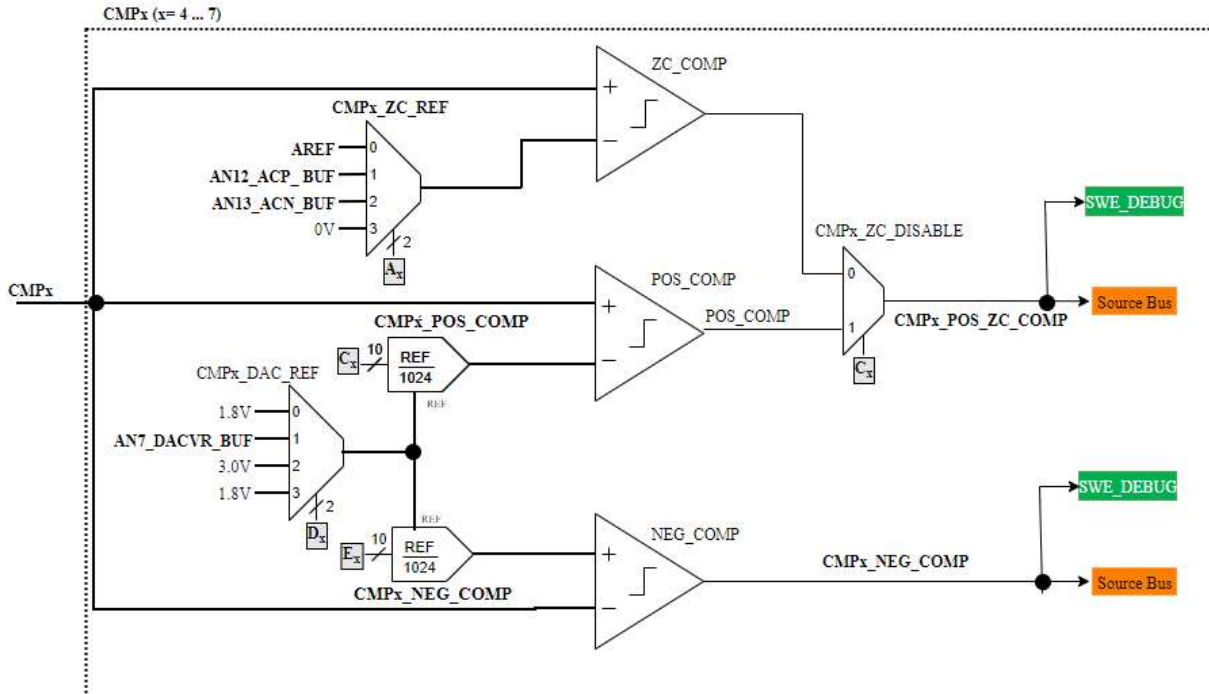 CMPx (x= 4 ... 7)
ZC_COMP
+
−
CMPx_ZC_REF
AREF 0
AN12_ACP_ BUF 1
AN13_ACN_BUF 2
0V 3
2
Ax
SWE_DEBUG
CMPx_ZC_DISABLE
0
1
Cx
Source Bus
CMPx_POS_ZC_COMP
CMPx
POS_COMP
+
−
POS_COMP
CMPx_POS_COMP
Cx 10 REF
1024
REF
CMPx_DAC_REF
1.8V 0
AN7_DACVR_BUF 1
3.0V 2
1.8V 3
2
Dx
REF
Ex 10 REF
1024
CMPx_NEG_COMP
NEG_COMP
+
−
CMPx_NEG_COMP
SWE_DEBUG
Source Bus